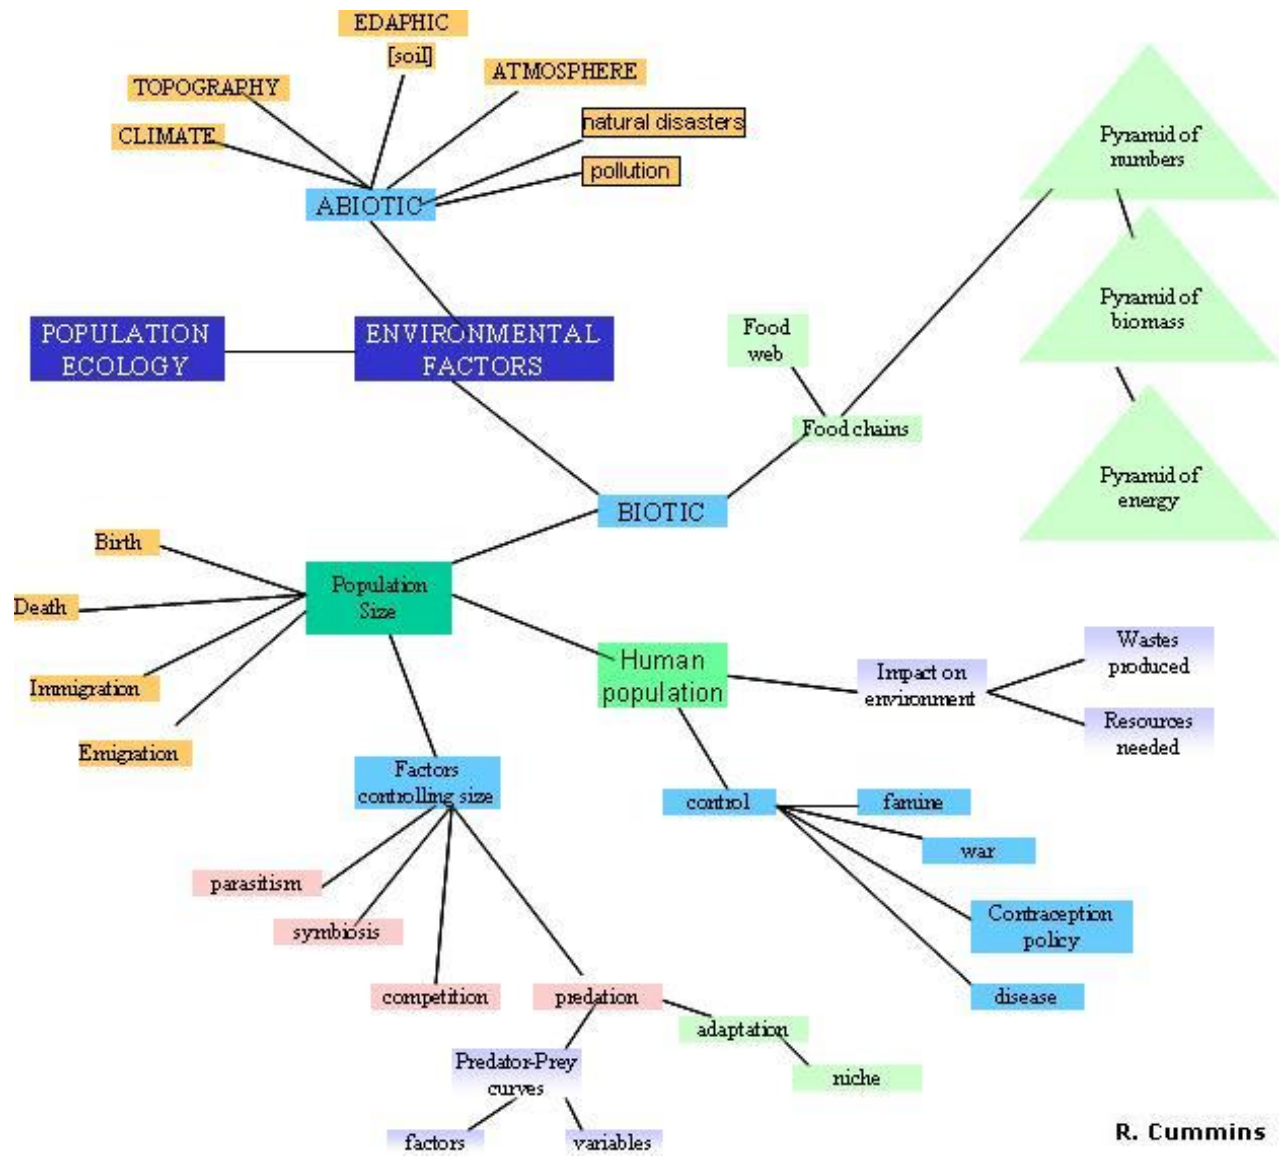 EDAPHIC
[soil]
ATMOSPHERE
TOPOGRAPHY
natural disasters
CLIMATE
pollution
ABIOTIC
Pyramid of
numbers
POPULATION
ECOLOGY
ENVIRONMENTAL
FACTORS
Food
web
Pyramid of
biomass
Food chains
Pyramid of
energy
BIOTIC
Birth
Death
Immigration
Emigration
Population
Size
Human
population
Impact on
environment
Wastes
produced
Resources
needed
Factors
controlling size
control
famine
war
Contraception
policy
disease
parasitism
symbiosis
competition
predation
adaptation
niche
Predator-Prey
curves
factors
variables
R. Cummins